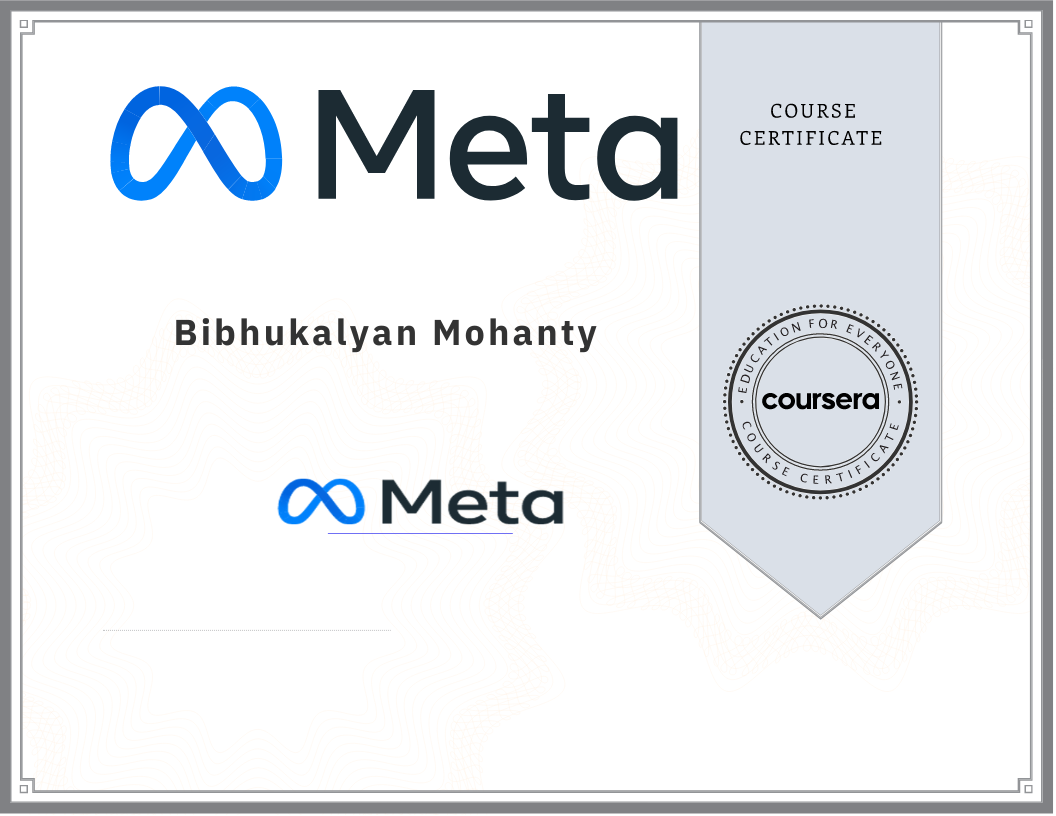 Meta
COURSE
CERTIFICATE
Bibhukalyan Mohanty
EDUCATION FOR EVERYONE
coursera
COURSE CERTIFICATE
Meta